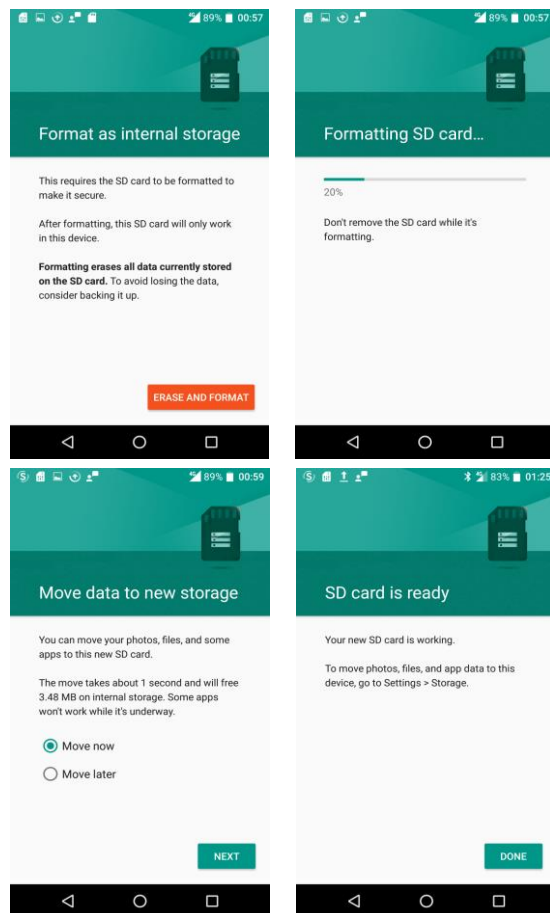 89% 00:57
Format as internal storage
This requires the SD card to be formatted to
make it secure.
After formatting, this SD card will only work
in this device.
Formatting erases all data currently stored
on the SD card. To avoid losing the data,
consider backing it up.
ERASE AND FORMAT
89% 00:57
Formatting SD card...
20%
Don't remove the SD card while it's
formatting.
S 89% 00:59
Move data to new storage
You can move your photos, files, and some
apps to this new SD card.
The move takes about 1 second and will free
3.48 MB on internal storage. Some apps
won't work while it's underway.
Move now
Move later
NEXT
S 83% 01:25
SD card is ready
Your new SD card is working.
To move photos, files, and app data to this
device, go to Settings > Storage.
DONE